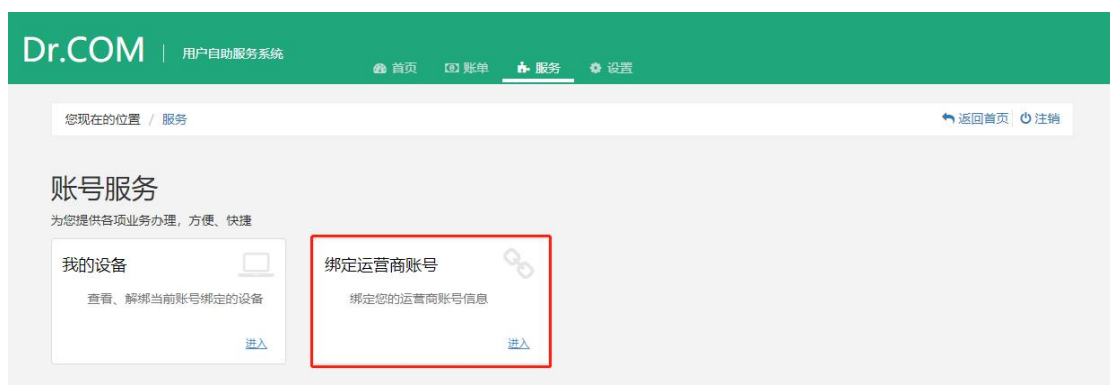 Dr.COM | 用户自助服务系统
首页 账单 服务 设置
您现在的位置 / 服务 返回首页 注销
账号服务
为您提供各项业务办理，方便、快捷
我的设备
查看、解绑当前账号绑定的设备
进入
绑定运营商账号
绑定您的运营商账号信息
进入